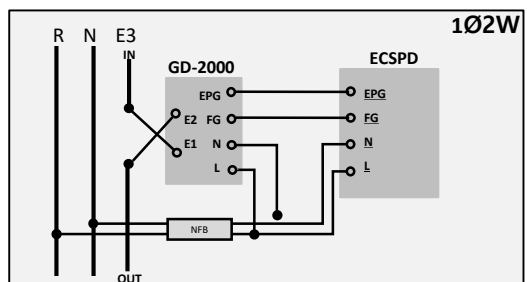 1Ø2W
R N E3
IN
GD-2000
ECSPD
EPG
E2 FG
E1 N
L
EPG
FG
N
L
NFB
OUT